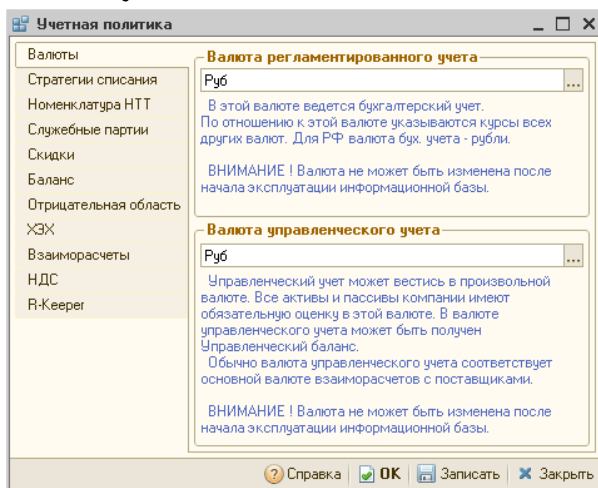 Учетная политика
Валюты
Стратегии списания
Номенклатура НТТ
Служебные партии
Скидки
Баланс
Отрицательная область
ХЭХ
Взаиморасчеты
НДС
R-Keeper
Валюта регламентированного учета
Руб
...
В этой валюте ведется бухгалтерский учет.
По отношению к этой валюте указываются курсы всех
других валют. Для РФ валюта бух. учета - рубли.
ВНИМАНИЕ ! Валюта не может быть изменена после
начала эксплуатации информационной базы.
Валюта управленческого учета
Руб
...
Управленческий учет может вестись в произвольной
валюте. Все активы и пассивы компании имеют
обязательную оценку в этой валюте. В валюте
управленческого учета может быть получен
Управленческий баланс.
Обычно валюта управленческого учета соответствует
основной валюте взаиморасчетов с поставщиками.
ВНИМАНИЕ ! Валюта не может быть изменена после
начала эксплуатации информационной базы.
Справка OK Записать Закрыть